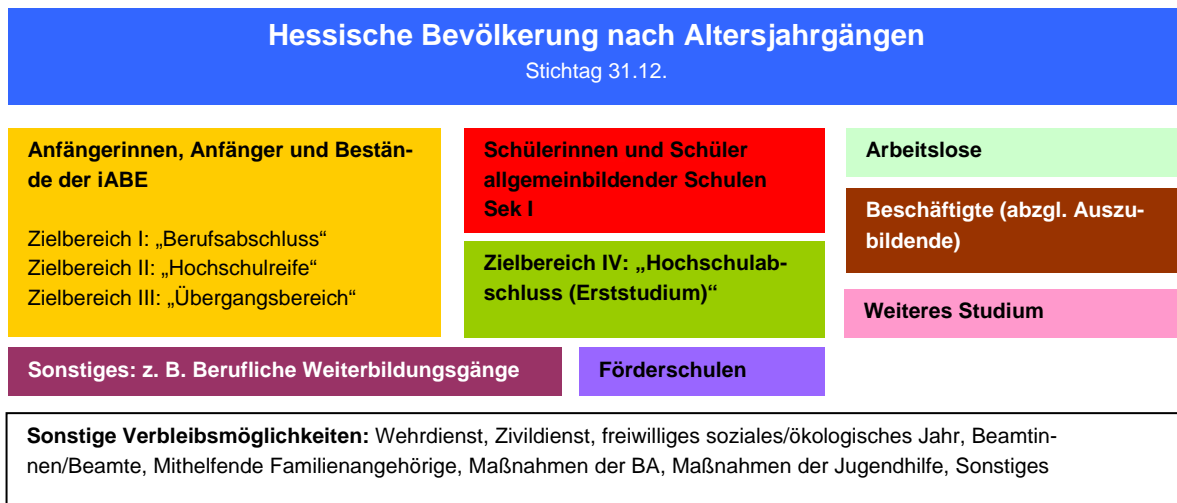 Hessische Bevölkerung nach Altersjahrgängen
Stichtag 31.12.
Anfängerinnen, Anfänger und Bestän-
de der iABE
Zielbereich I: „Berufsabschluss“
Zielbereich II: „Hochschulreife“
Zielbereich III: „Übergangsbereich“
Schülerinnen und Schüler
allgemeinbildender Schulen
Sek I
Zielbereich IV: „Hochschulab-
schluss (Erststudium)“
Arbeitslose
Beschäftigte (abzgl. Auszu-
bildende)
Weiteres Studium
Sonstiges: z. B. Berufliche Weiterbildungsgänge
Förderschulen
Sonstige Verbleibsmöglichkeiten: Wehrdienst, Zivildienst, freiwilliges soziales/ökologisches Jahr, Beamtin-
nen/Beamte, Mithelfende Familienangehörige, Maßnahmen der BA, Maßnahmen der Jugendhilfe, Sonstiges